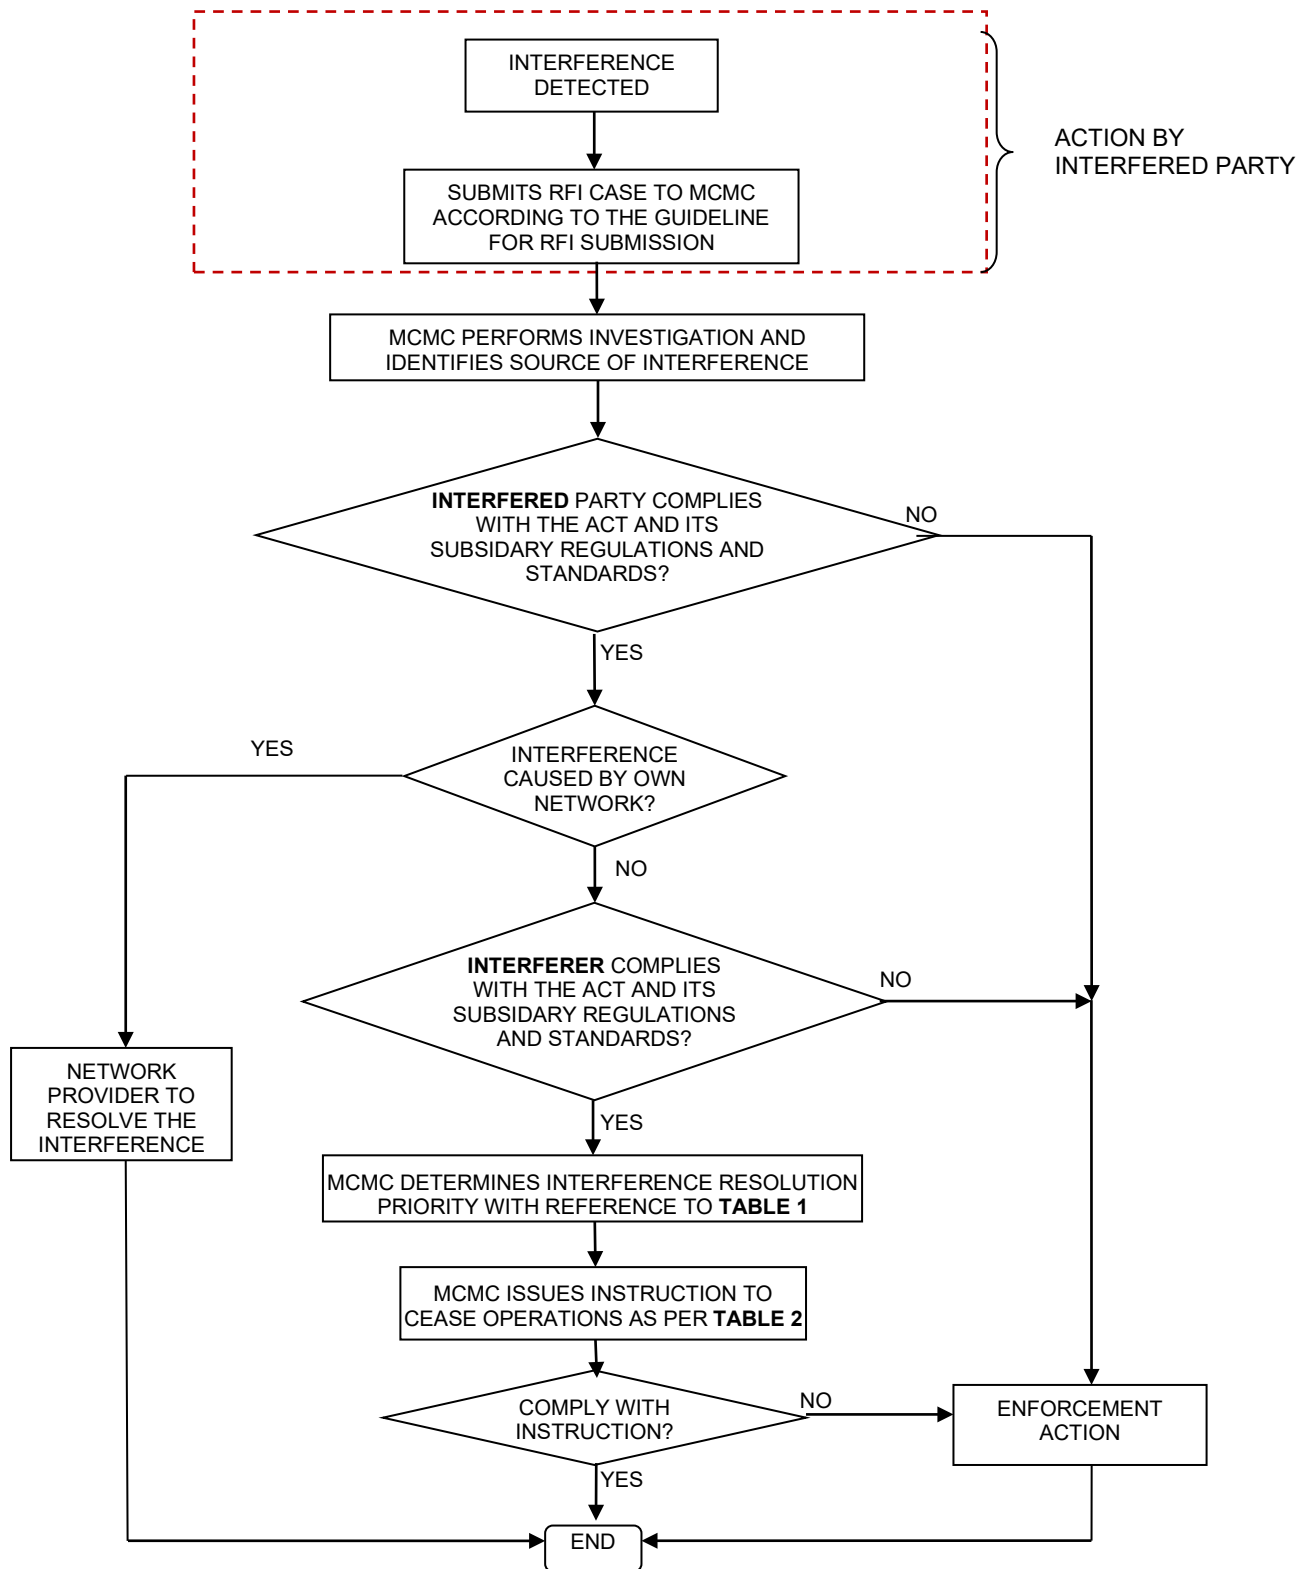 INTERFERENCE
DETECTED
ACTION BY
INTERFERED PARTY
SUBMITS RFI CASE TO MCMC
ACCORDING TO THE GUIDELINE
FOR RFI SUBMISSION
MCMC PERFORMS INVESTIGATION AND
IDENTIFIES SOURCE OF INTERFERENCE
INTERFERED PARTY COMPLIES
WITH THE ACT AND ITS
SUBSIDARY REGULATIONS AND
STANDARDS?
NO
YES
INTERFERENCE
CAUSED BY OWN
NETWORK?
YES
NO
INTERFERER COMPLIES
WITH THE ACT AND ITS
SUBSIDARY REGULATIONS
AND STANDARDS?
NO
NETWORK
PROVIDER TO
RESOLVE THE
INTERFERENCE
YES
MCMC DETERMINES INTERFERENCE RESOLUTION
PRIORITY WITH REFERENCE TO TABLE 1
MCMC ISSUES INSTRUCTION TO
CEASE OPERATIONS AS PER TABLE 2
COMPLY WITH
INSTRUCTION?
NO
ENFORCEMENT
ACTION
YES
END